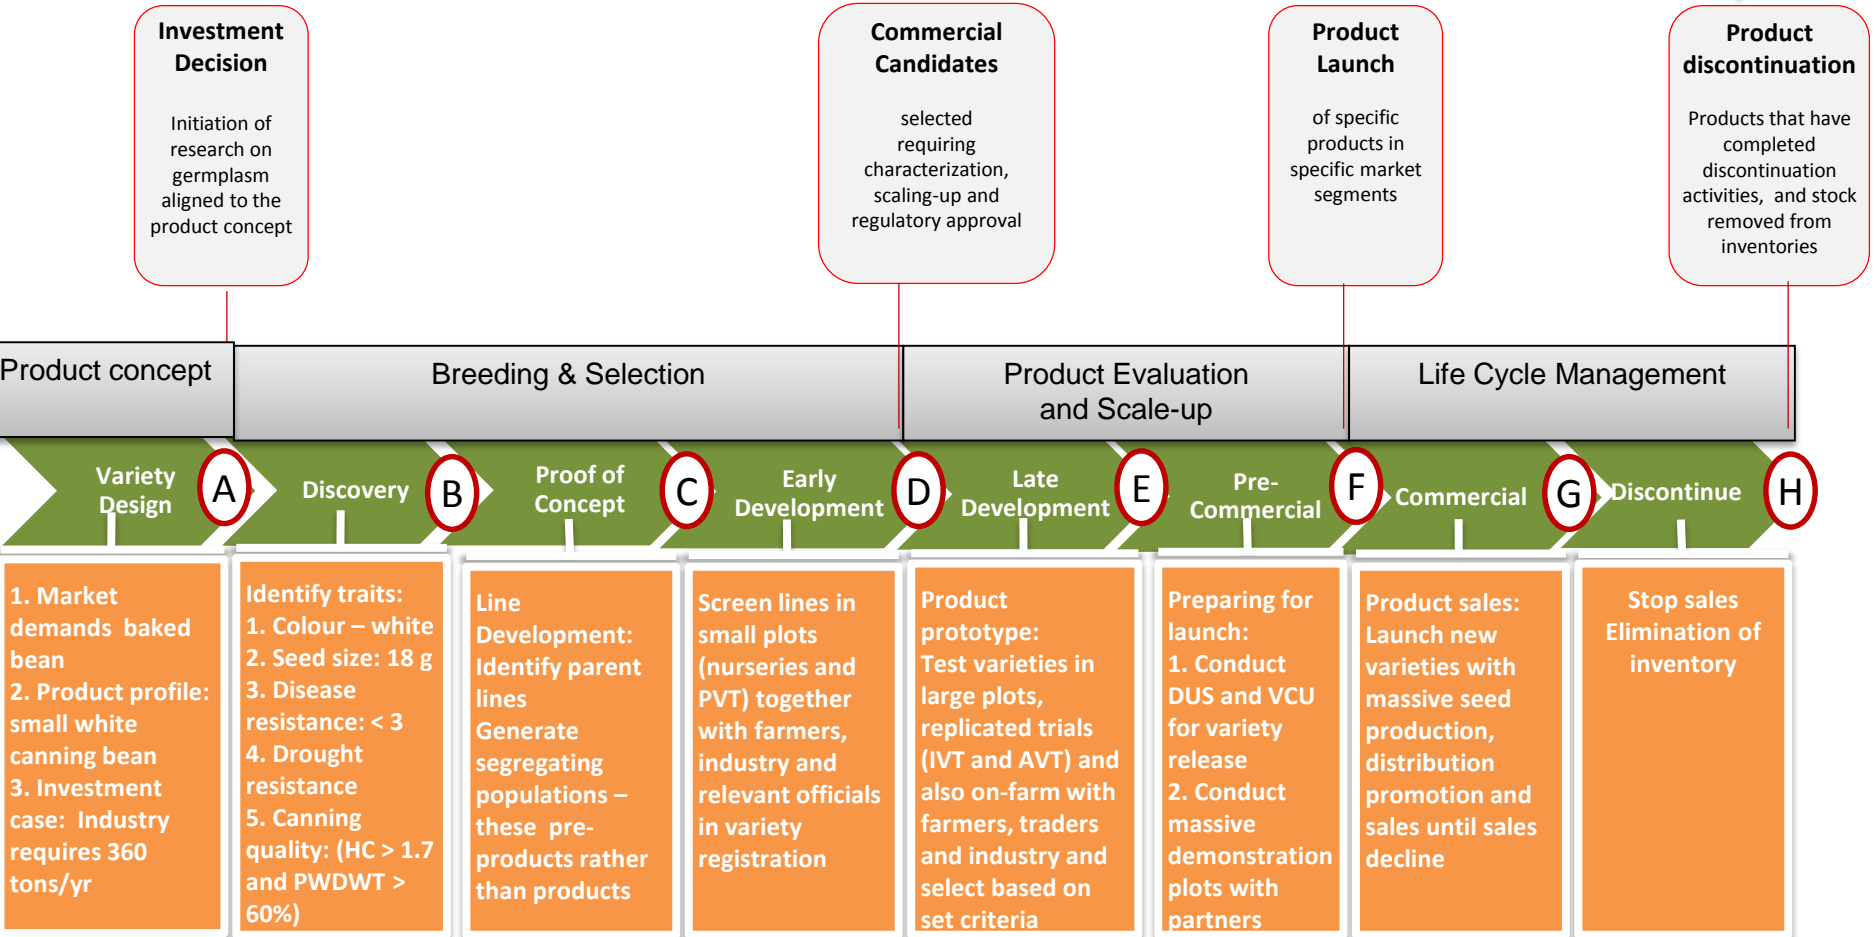 Investment
Decision
Initiation of
research on
germplasm
aligned to the
product concept
Commercial
Candidates
selected
requiring
characterization,
scaling-up and
regulatory approval
Product
Launch
of specific
products in
specific market
segments
Product
discontinuation
Products that have
completed
discontinuation
activities, and stock
removed from
inventories
Product concept
Breeding & Selection
Product Evaluation
and Scale-up
Life Cycle Management
Variety
Design
A
Discovery
B
Proof of
Concept
C
Early
Development
D
Late
Development
E
Pre-
Commercial
F
Commercial
G
Discontinue
H
1. Market
demands baked
bean
2. Product profile:
small white
canning bean
3. Investment
case: Industry
requires 360
tons/yr
Identify traits:
1. Colour – white
2. Seed size: 18 g
3. Disease
resistance: < 3
4. Drought
resistance
5. Canning
quality: (HC > 1.7
and PWDWT >
60%)
Line
Development:
Identify parent
lines
Generate
segregating
populations –
these pre-
products rather
than products
Screen lines in
small plots
(nurseries and
PVT) together
with farmers,
industry and
relevant officials
in variety
registration
Product
prototype:
Test varieties in
large plots,
replicated trials
(IVT and AVT) and
also on-farm with
farmers, traders
and industry and
select based on
set criteria
Preparing for
launch:
1. Conduct
DUS and VCU
for variety
release
2. Conduct
massive
demonstration
plots with
partners
Product sales:
Launch new
varieties with
massive seed
production,
distribution
promotion and
sales until sales
decline
Stop sales
Elimination of
inventory